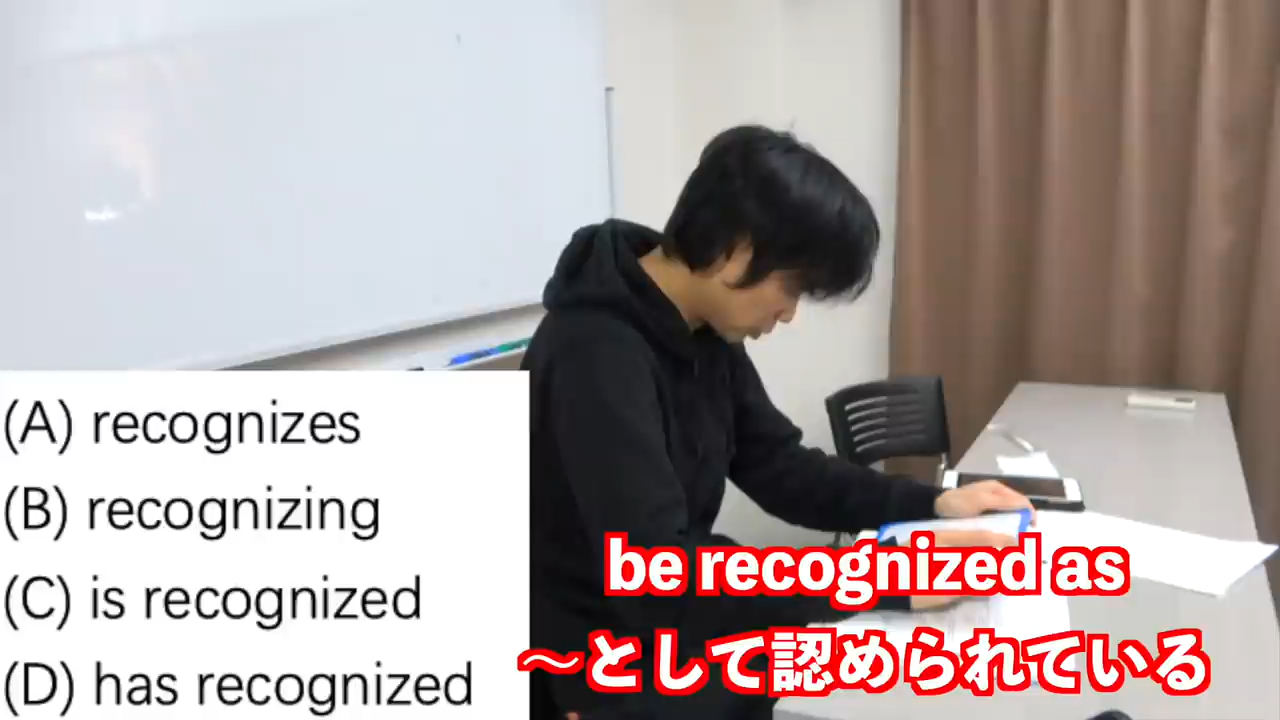 (A) recognizes
(B) recognizing
(C) is recognized
(D) has recognized
be recognized as
～として認められている